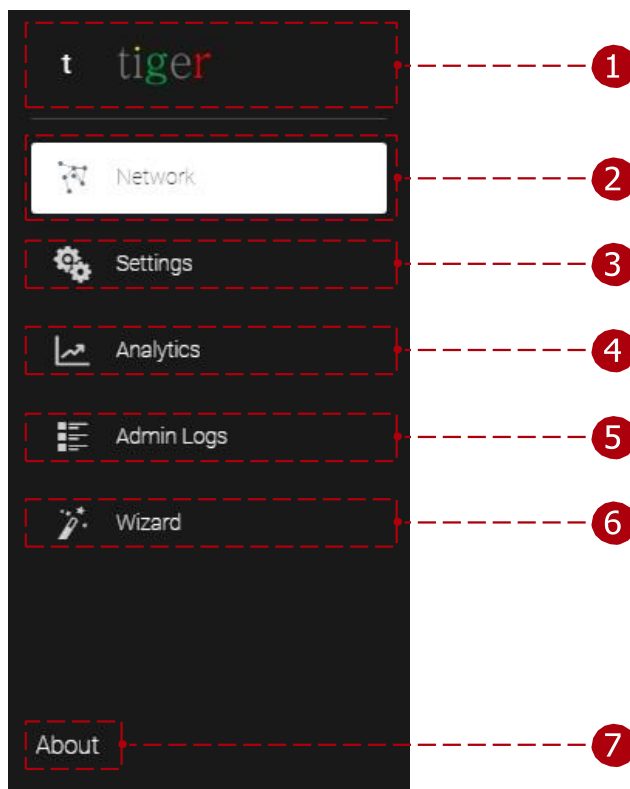 t tiger 1
Network 2
Settings 3
Analytics 4
Admin Logs 5
Wizard 6
About 7